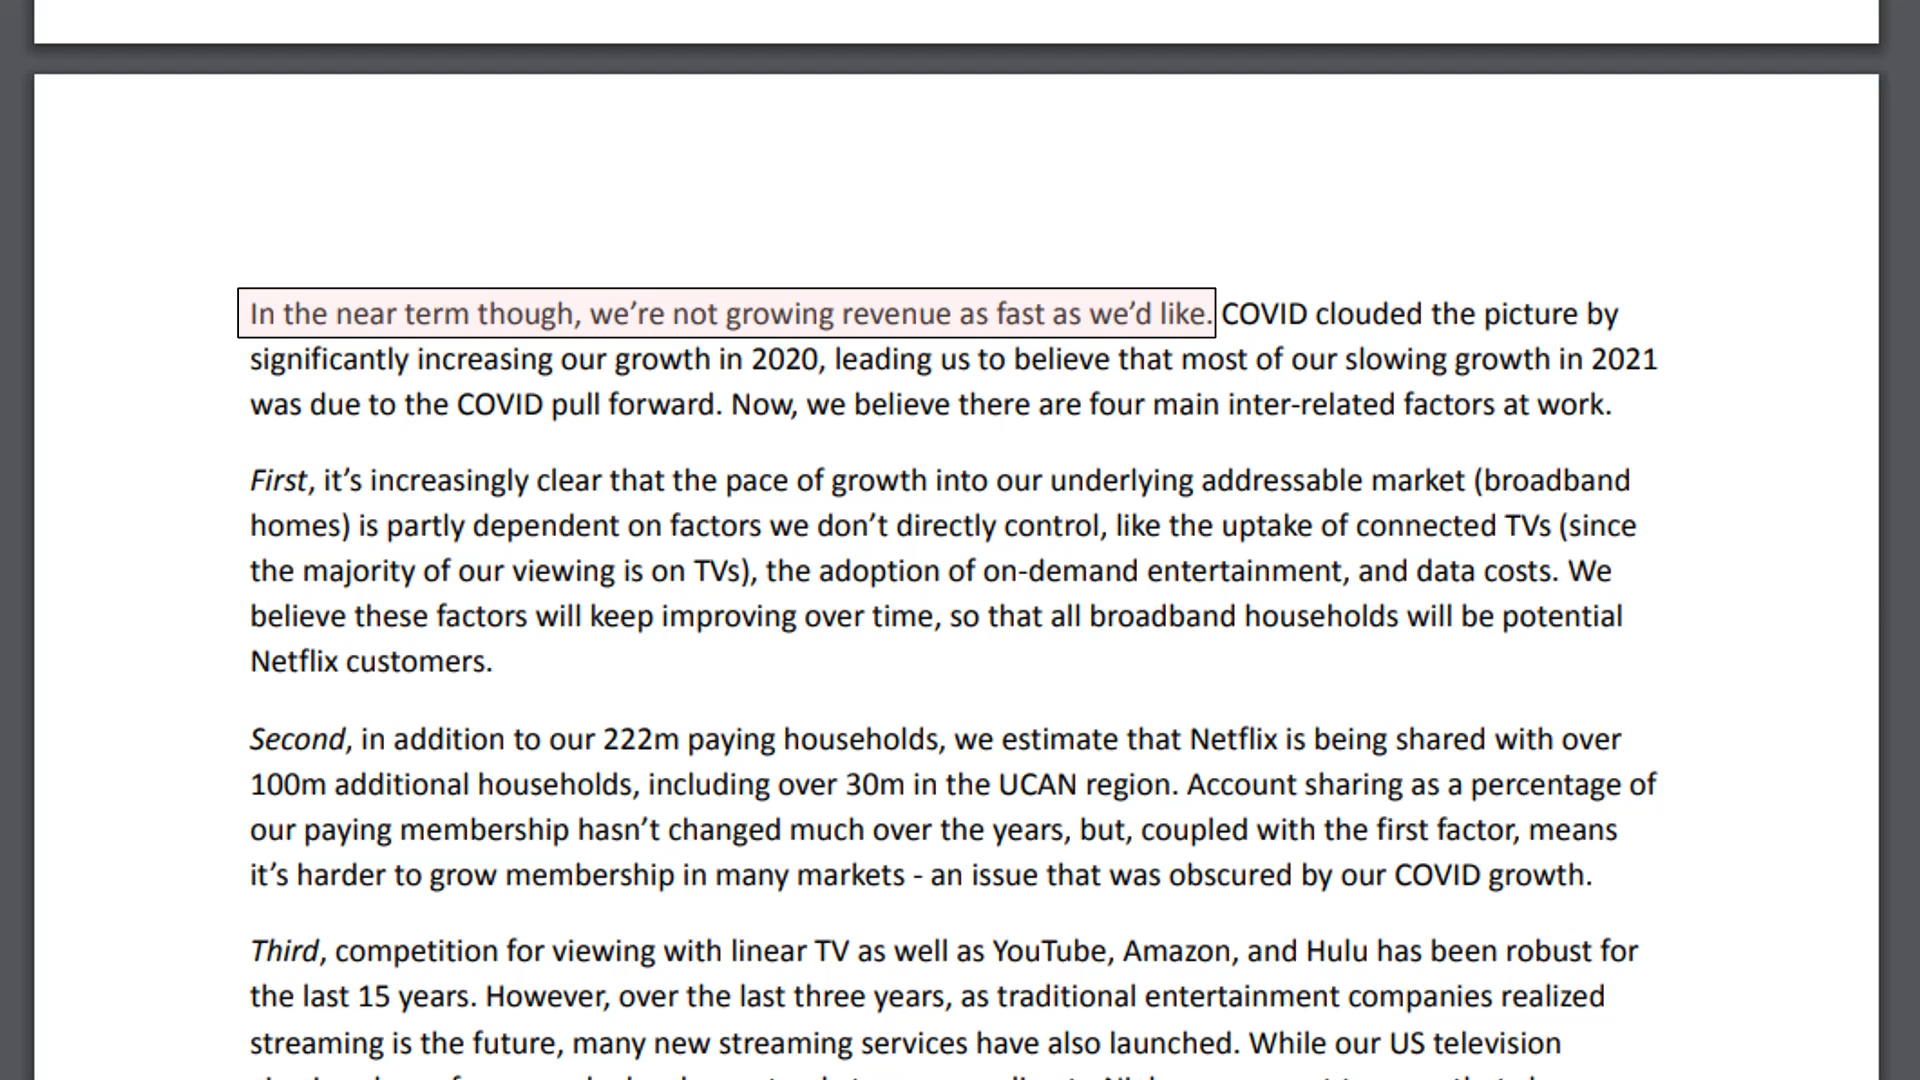 In the near term though, we’re not growing revenue as fast as we’d like. COVID clouded the picture by
significantly increasing our growth in 2020, leading us to believe that most of our slowing growth in 2021
was due to the COVID pull forward. Now, we believe there are four main inter-related factors at work.
First, it’s increasingly clear that the pace of growth into our underlying addressable market (broadband
homes) is partly dependent on factors we don’t directly control, like the uptake of connected TVs (since
the majority of our viewing is on TVs), the adoption of on-demand entertainment, and data costs. We
believe these factors will keep improving over time, so that all broadband households will be potential
Netflix customers.
Second, in addition to our 222m paying households, we estimate that Netflix is being shared with over
100m additional households, including over 30m in the UCAN region. Account sharing as a percentage of
our paying membership hasn’t changed much over the years, but, coupled with the first factor, means
it’s harder to grow membership in many markets - an issue that was obscured by our COVID growth.
Third, competition for viewing with linear TV as well as YouTube, Amazon, and Hulu has been robust for
the last 15 years. However, over the last three years, as traditional entertainment companies realized
streaming is the future, many new streaming services have also launched. While our US television